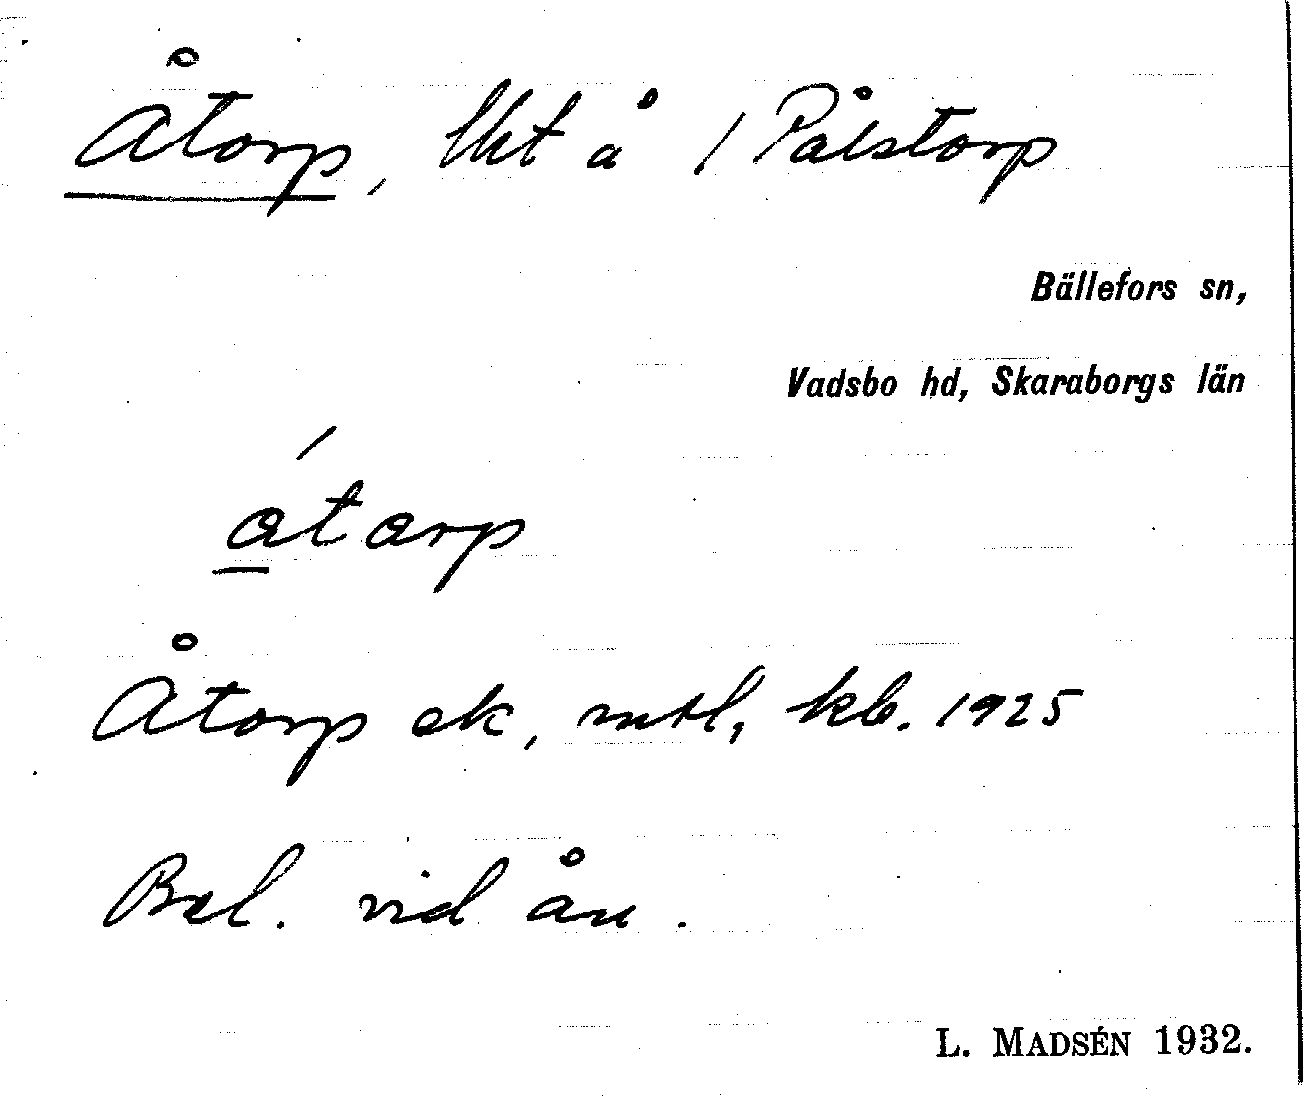 Åtorp, lht å 1 Pålstorp
Bällefors sn,
Vadsbo hd, Skaraborgs län
átarp
Åtorp ek, mtl, kb. 1925
Bel. vid ån.
L. MADSÉN 1932.